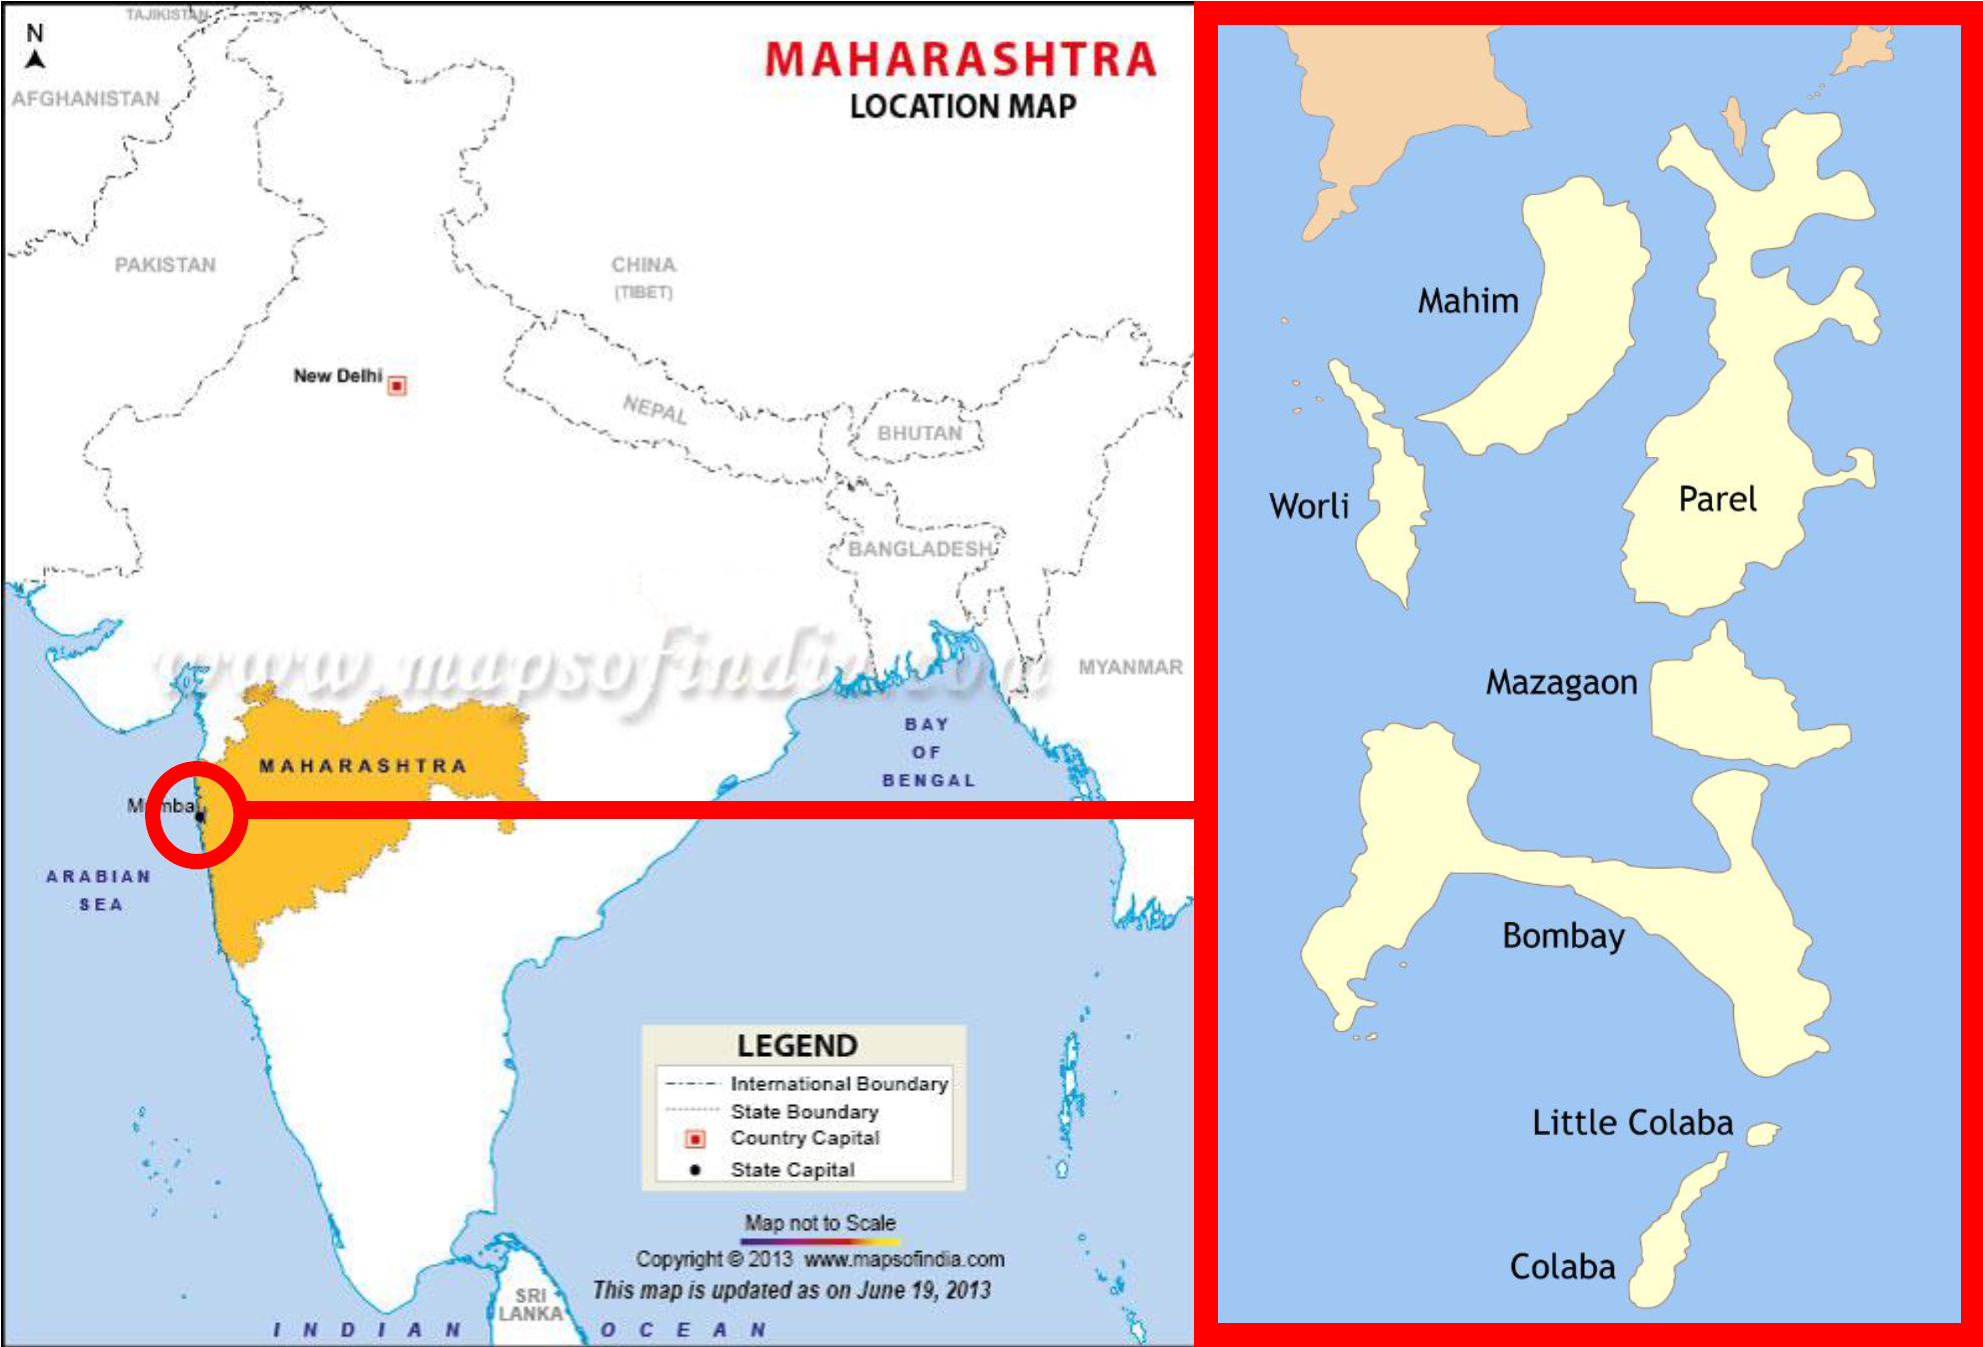 TAJIKISTAN
N
MAHARASHTRA
LOCATION MAP
AFGHANISTAN
PAKISTAN
CHINA
(TIBET)
New Delhi
NEPAL
BHUTAN
BANGLADESH
www.mapsofindia.com
MYANMAR
BAY
OF
BENGAL
MAHARASHTRA
Mumbai
ARABIAN
SEA
LEGEND
International Boundary
State Boundary
Country Capital
State Capital
Map not to Scale
Copyright © 2013 www.mapsofindia.com
This map is updated as on June 19, 2013
SRI
LANKA
INDIAN OCEAN
Mahim
Worli
Parel
Mazagaon
Bombay
Little Colaba
Colaba